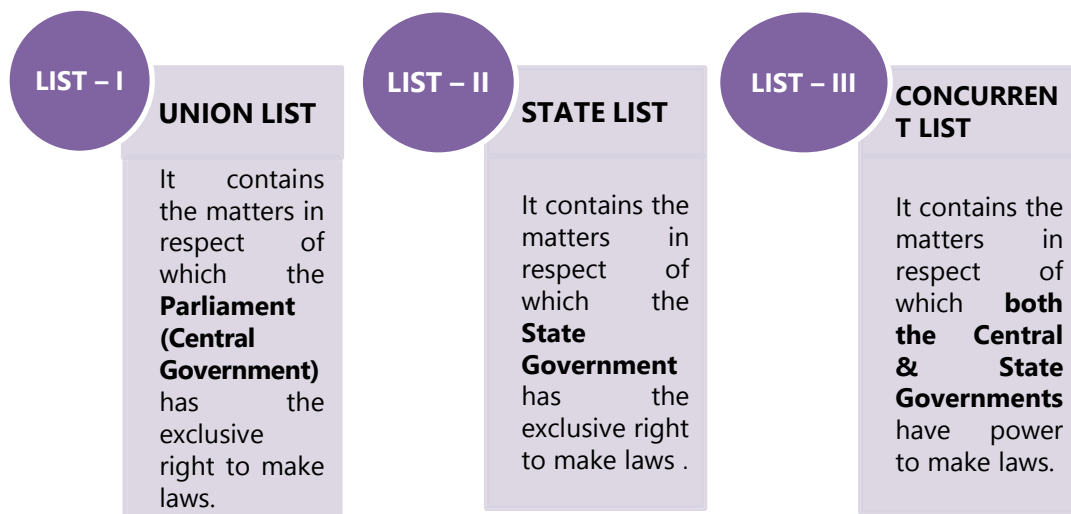 LIST – I
UNION LIST
It contains
the matters in
respect of
which the
Parliament
(Central
Government)
has the
exclusive
right to make
laws.
LIST – II
STATE LIST
It contains the
matters in
respect of
which the
State
Government
has the
exclusive right
to make laws .
LIST – III
CONCURREN
T LIST
It contains the
matters in
respect of
which both
the Central
& State
Governments
have power
to make laws.